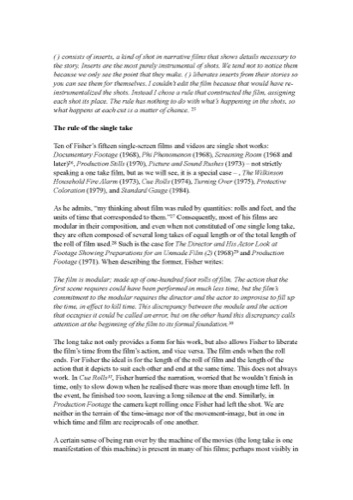 ( ) consists of inserts, a kind of shot in narrative films that shows details necessary to
the story. Inserts are the most purely instrumental of shots. We tend not to notice them
because we only see the point that they make. ( ) liberates inserts from their stories so
you can see them for themselves. I couldn't edit the film because that would have re-
instrumentalized the shots. Instead I chose a rule that constructed the film, assigning
each shot its place. The rule has nothing to do with what's happening in the shots, so
what happens at each cut is a matter of chance.
The rule of the single take
Ten of Fisher's fifteen single-screen films and videos are single shot works:
Documentary Footage (1968), Phi Phenomenon (1968), Screening Room (1968 and
later), Production Stills (1970), Picture and Sound Rushes (1973) – not strictly
speaking a one take film, but as we will see, it is a special case – , The Wilkinson
Household Fire Alarm (1973), Cue Rolls (1974), Turning Over (1975), Protective
Coloration (1979), and Standard Gauge (1984).
As he admits, "my thinking about film was ruled by quantities: rolls and feet, and the
units of time that corresponded to them." Consequently, most of his films are
modular in their composition, and even when not constituted of one single long take,
they are often composed of several long takes of equal length or of the total length of
the roll of film used. Such is the case for The Director and His Actor Look at
Footage Showing Preparations for an Unmade Film (2) (1968) and Production
Footage (1971). When describing the former, Fisher writes:
The film is modular; made up of one-hundred foot rolls of film. The action that the
first scene requires could have been performed in much less time, but the film's
commitment to the modular requires the director and the actor to improvise to fill up
the time, in effect to kill time. This discrepancy between the module and the action
that occupies it could be called an error, but on the other hand this discrepancy calls
attention at the beginning of the film to its formal foundation.
The long take not only provides a form for his work, but also allows Fisher to liberate
the film's time from the film's action, and vice versa. The film ends when the roll
ends. For Fisher the ideal is for the length of the roll of film and the length of the
action that it depicts to suit each other and end at the same time. This does not always
work. In Cue Rolls, Fisher hurried the narration, worried that he wouldn't finish in
time, only to slow down when he realised there was more than enough time left. In
the event, he finished too soon, leaving a long silence at the end. Similarly, in
Production Footage the camera kept rolling once Fisher had left the shot. We are
neither in the terrain of the time-image nor of the movement-image, but in one in
which time and film are reciprocals of one another.
A certain sense of being run over by the machine of the movies (the long take is one
manifestation of this machine) is present in many of his films; perhaps most visibly in